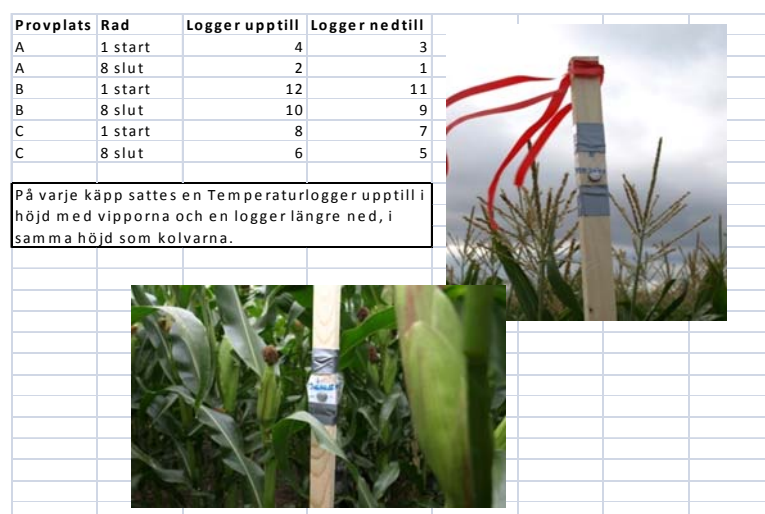 Provplats Rad Logger upptill Logger nedtill
A 1 start 4 3
A 8 slut 2 1
B 1 start 12 11
B 8 slut 10 9
C 1 start 8 7
C 8 slut 6 5
På varje käpp sattes en Temperaturlogger upptill i
höjd med vipporna och en logger längre ned, i
samma höjd som kolvarna.